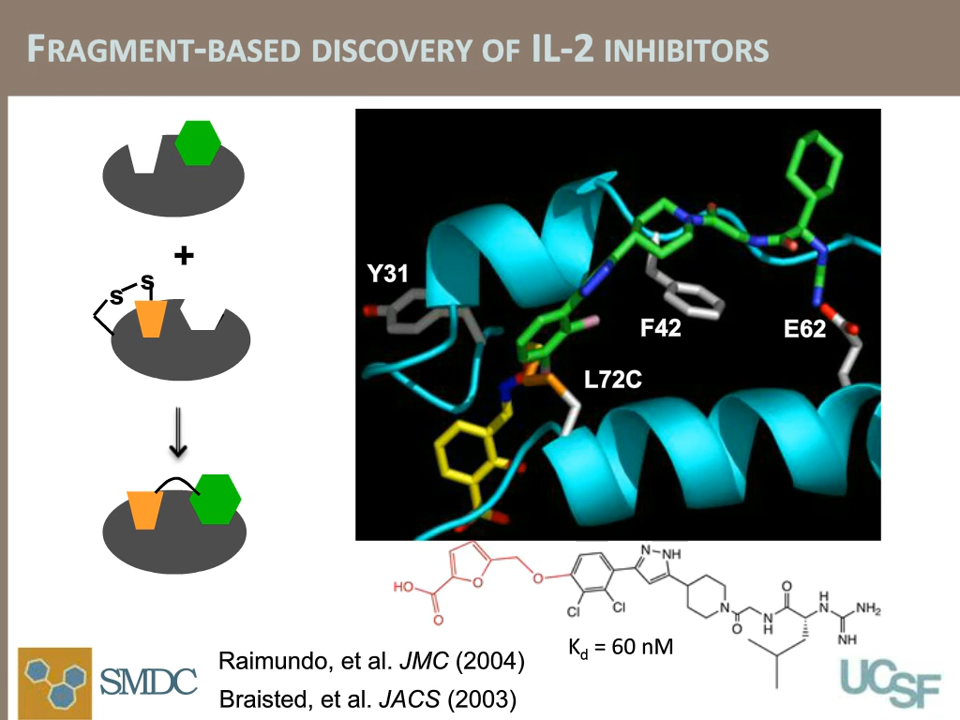 FRAGMENT-BASED DISCOVERY OF IL-2 INHIBITORS
+
S
S
Y31
F42
E62
L72C
HO
O
O
O
Cl
Cl
N
NH
N
O
N
H
O
H
N
NH₂
NH
K_d = 60 nM
Raimundo, et al. JMC (2004)
Braisted, et al. JACS (2003)
SMDC
UCSF